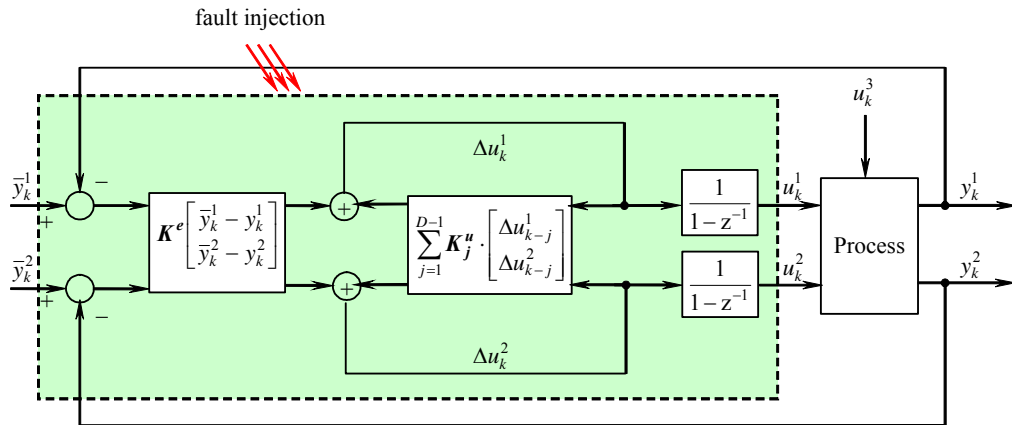 fault injection
u_k^3
Δu_k^1
ȳ_k^1
+
−
K^e [ȳ_k^1 − y_k^1
ȳ_k^2 − y_k^2]
+
∑_{j=1}^{D−1} K_j^u · [Δu_{k−j}^1
Δu_{k−j}^2]
1
1−z^{-1}
u_k^1
Process
y_k^1
ȳ_k^2
+
−
+
1
1−z^{-1}
u_k^2
y_k^2
Δu_k^2